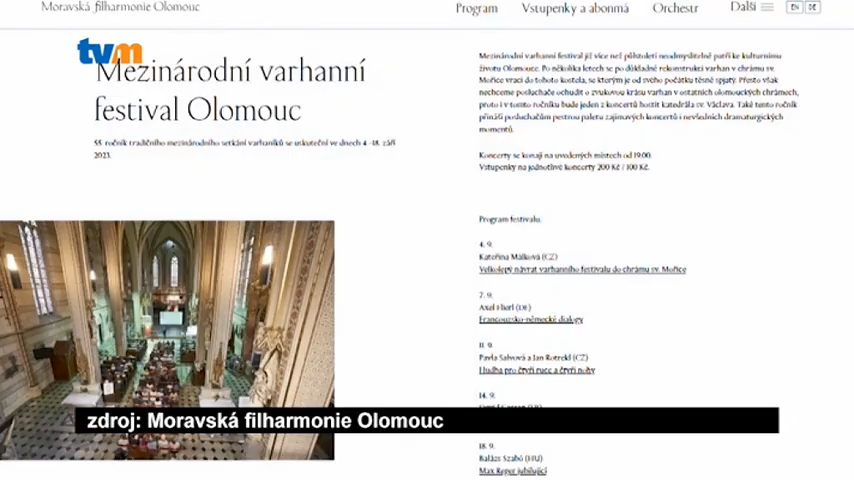 Moravská filharmonie Olomouc
Program
Vstupenky a abonmá
Orchestr
Další
EN
DE
tvm
Mezinárodní varhanní
festival Olomouc
55. ročník tradičního mezinárodního setkání varhaníků se uskuteční ve dnech 4.-18. září
2023.
Mezinárodní varhanní festival již více než půlstoletí neodmyslitelně patří ke kulturnímu
životu Olomouce. Po několika letech se po důkladné rekonstrukci varhan v chrámu sv.
Mořice vrací do tohoto kostela, se kterým je od svého počátku těsně spjatý. Přesto však
nechceme posluchače ochudit o zvukovou krásu varhan v ostatních olomouckých chrámech,
proto i v tomto ročníku bude jeden z koncertů hostit katedrála sv. Václava. Také tento ročník
přináší posluchačům pestrou paletu zajímavých koncertů i nevšedních dramaturgických
momentů.
Koncerty se konají na uvedených místech od 19.00.
Vstupenky na jednotlivé koncerty 200 Kč / 100 Kč.
Program festivalu:
4. 9.
Kateřina Málková (CZ)
Velkolepý návrat varhanního festivalu do chrámu sv. Mořice
7. 9.
Axel Flierl (DE)
Francouzsko-německé dialogy
11. 9.
Pavla Salvová a Jan Rotrekl (CZ)
Hudba pro čtyři ruce a čtyři nohy
14. 9.
zdroj: Moravská filharmonie Olomouc
18. 9.
Balázs Szabó (HU)
Max Reger jubilující